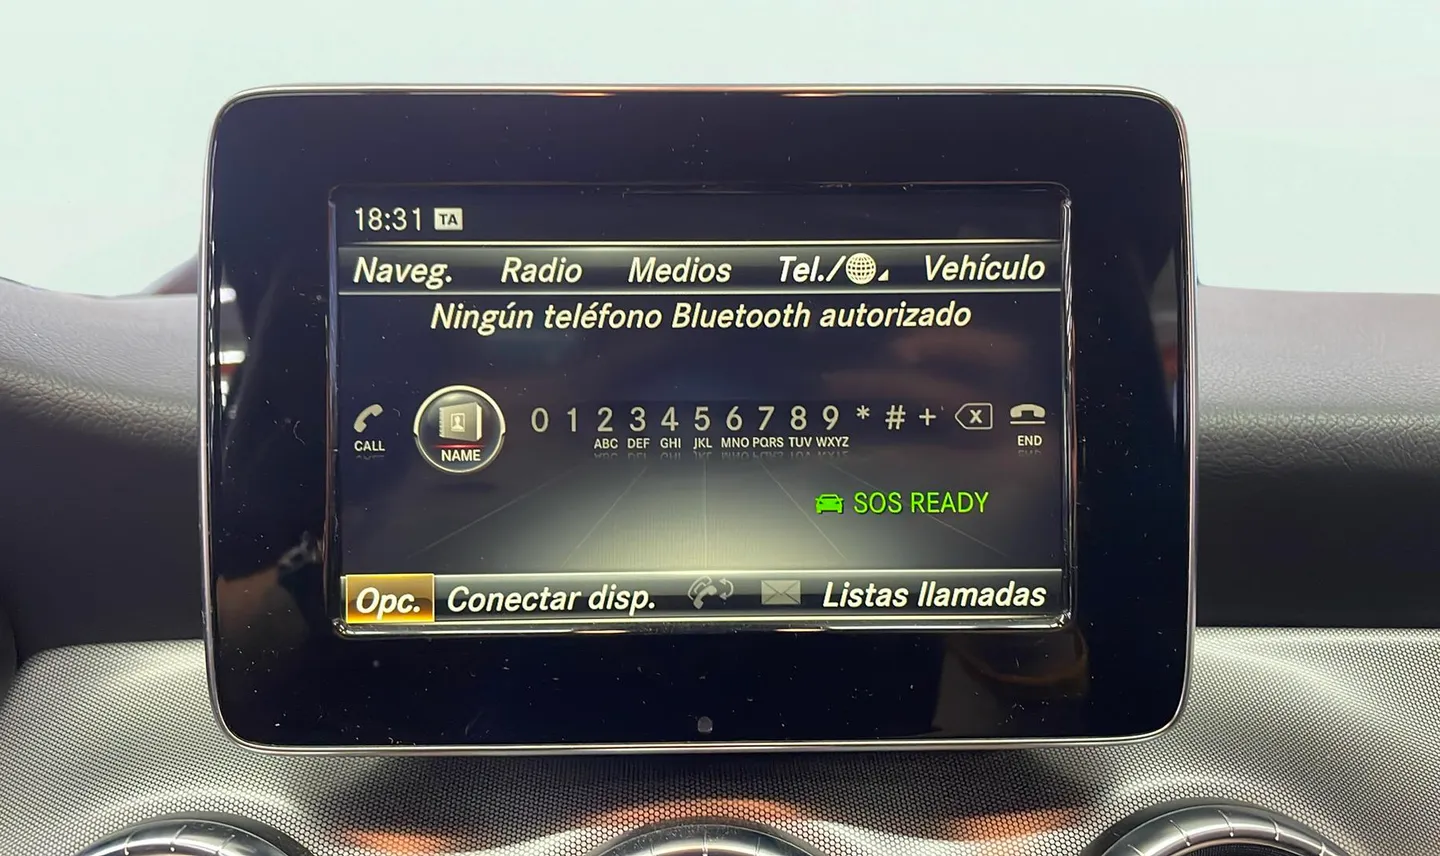 18:31 TA
Naveg. Radio Medios Tel./ Vehículo
Ningún teléfono Bluetooth autorizado
0 1 2 3 4 5 6 7 8 9 * # + X
CALL NAME ABC DEF GHI JKL MNO PQRS TUV WXYZ END
SOS READY
Opc. Conectar disp. Listas llamadas